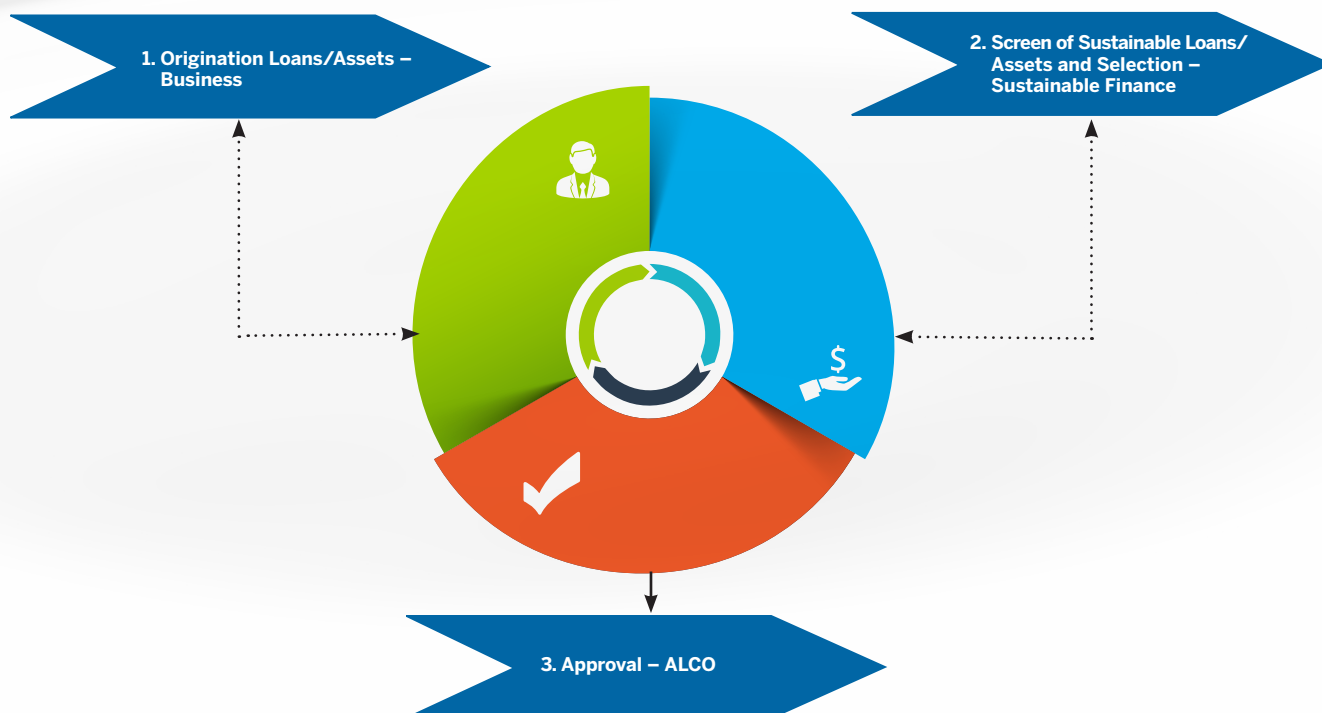 1. Origination Loans/Assets –
Business
2. Screen of Sustainable Loans/
Assets and Selection –
Sustainable Finance
$
3. Approval – ALCO